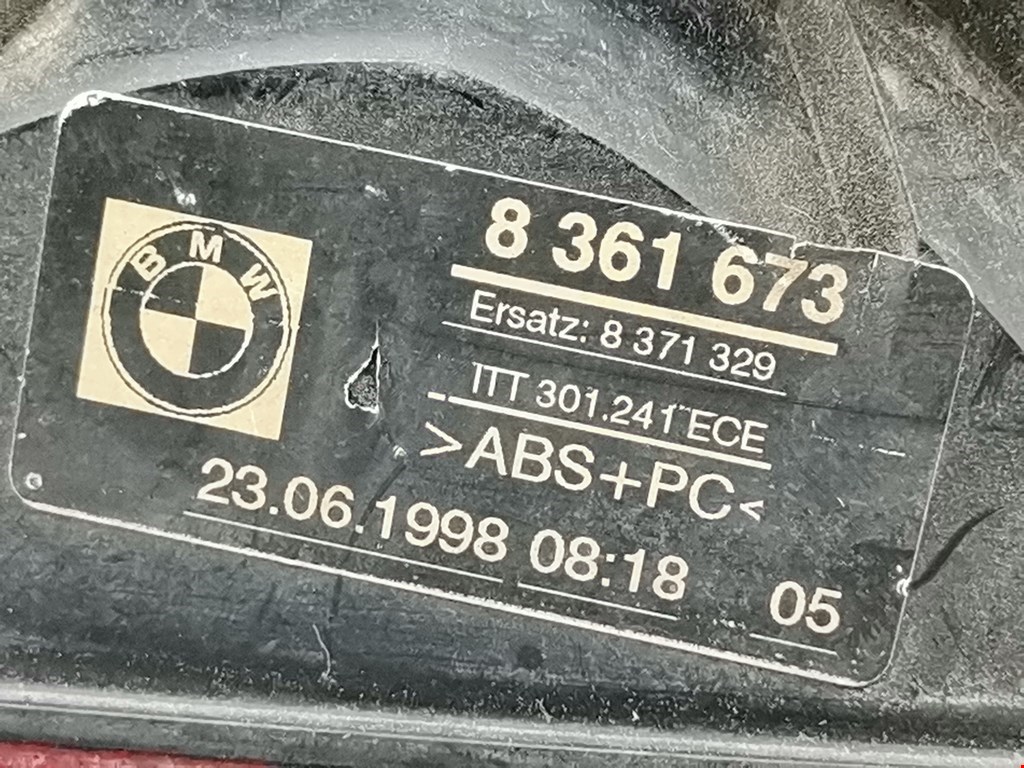 BMW
8 361 673
Ersatz: 8 371 329
ITT 301.241 ECE
>ABS+PC<
23.06.1998 08:18 05